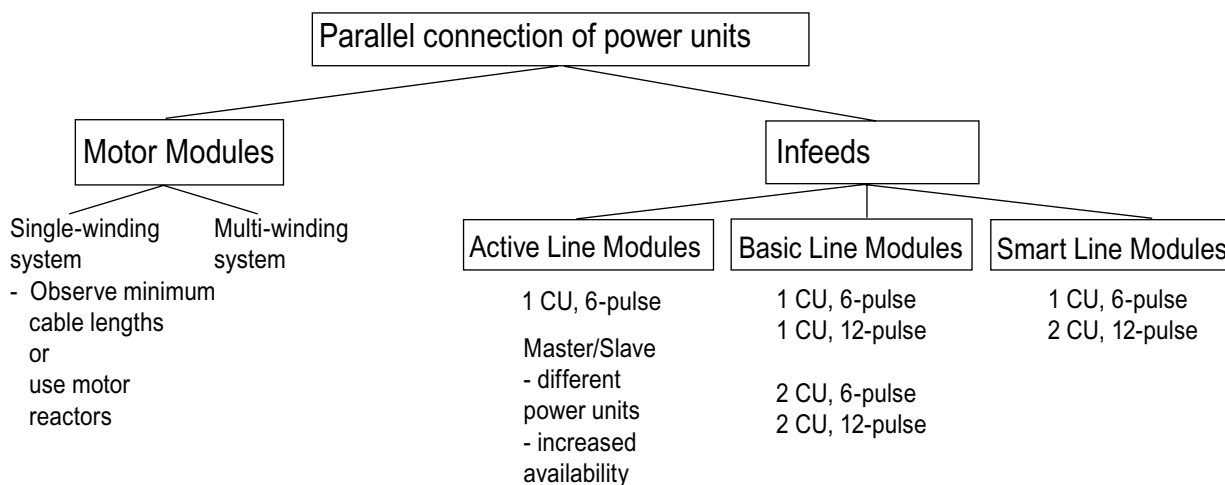 Parallel connection of power units
Motor Modules
Infeeds
Single-winding
system
- Observe minimum
cable lengths
or
use motor
reactors
Multi-winding
system
Active Line Modules
1 CU, 6-pulse
Master/Slave
- different
power units
- increased
availability
Basic Line Modules
1 CU, 6-pulse
1 CU, 12-pulse
2 CU, 6-pulse
2 CU, 12-pulse
Smart Line Modules
1 CU, 6-pulse
2 CU, 12-pulse